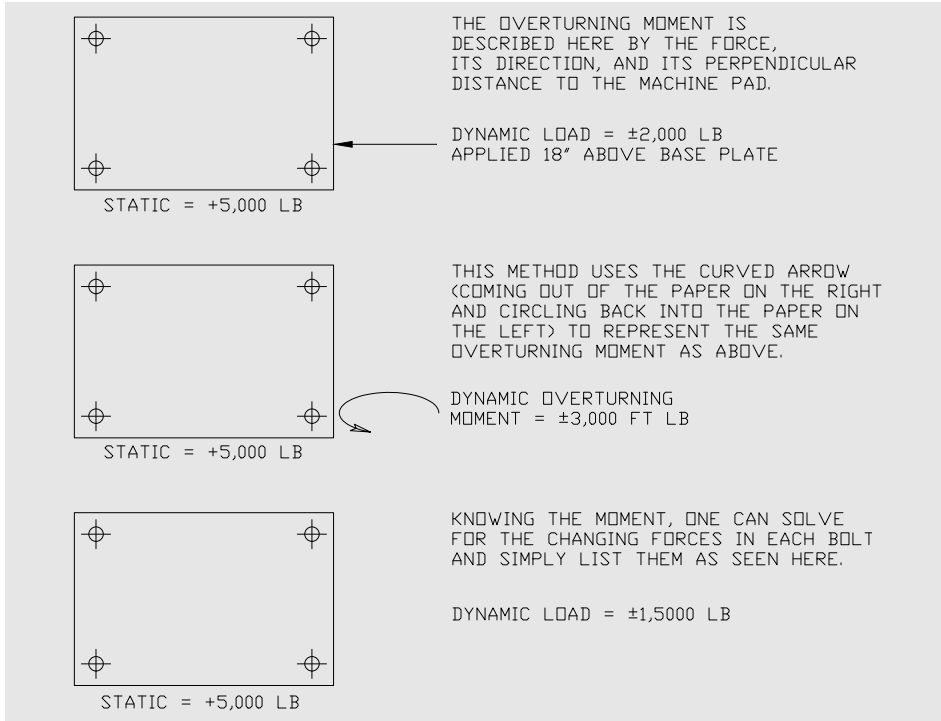 THE OVERTURNING MOMENT IS
DESCRIBED HERE BY THE FORCE,
ITS DIRECTION, AND ITS PERPENDICULAR
DISTANCE TO THE MACHINE PAD.
DYNAMIC LOAD = ±2,000 LB
APPLIED 18″ ABOVE BASE PLATE
STATIC = +5,000 LB
THIS METHOD USES THE CURVED ARROW
(COMING OUT OF THE PAPER ON THE RIGHT
AND CIRCLING BACK INTO THE PAPER ON
THE LEFT) TO REPRESENT THE SAME
OVERTURNING MOMENT AS ABOVE.
DYNAMIC OVERTURNING
MOMENT = ±3,000 FT LB
STATIC = +5,000 LB
KNOWING THE MOMENT, ONE CAN SOLVE
FOR THE CHANGING FORCES IN EACH BOLT
AND SIMPLY LIST THEM AS SEEN HERE.
DYNAMIC LOAD = ±1,5000 LB
STATIC = +5,000 LB